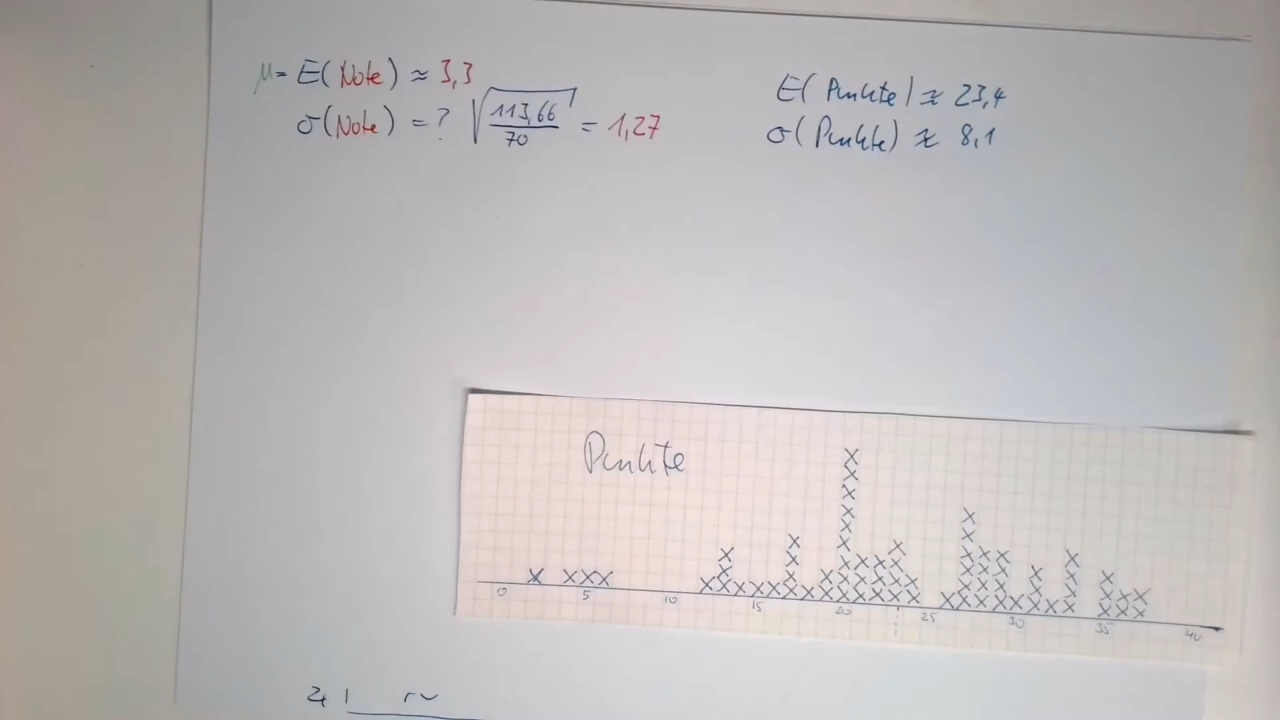 μ = E(Note) ≈ 3,3
σ(Note) = ? √(113,66/70) = 1,27
E(Punkte) ≈ 23,4
σ(Punkte) ≈ 8,1
Punkte
0 5 10 15 20 25 30 35 40